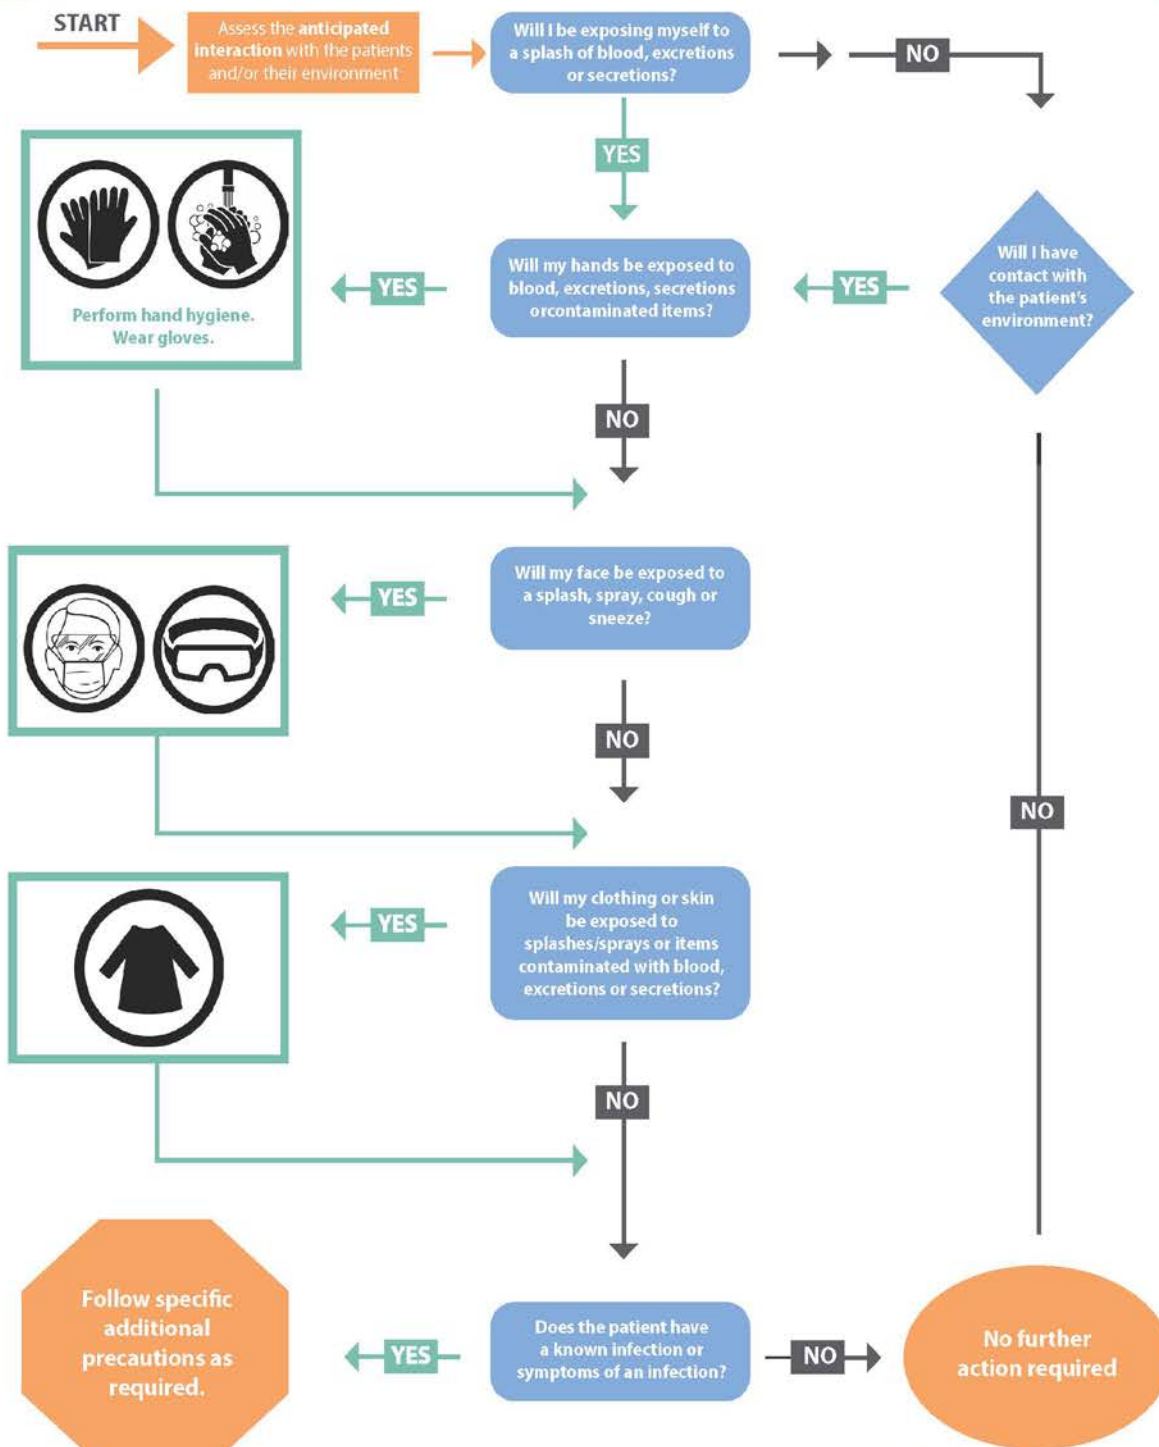 START
Assess the anticipated
interaction with the patients
and/or their environment
Will I be exposing myself to
a splash of blood, excretions
or secretions?
NO
YES
Perform hand hygiene.
Wear gloves.
YES
Will my hands be exposed to
blood, excretions, secretions
orcontaminated items?
YES
Will I have
contact with
the patient's
environment?
NO
YES
Will my face be exposed to
a splash, spray, cough or
sneeze?
NO
NO
YES
Will my clothing or skin
be exposed to
splashes/sprays or items
contaminated with blood,
excretions or secretions?
NO
Follow specific
additional
precautions as
required.
YES
Does the patient have
a known infection or
symptoms of an infection?
NO
No further
action required